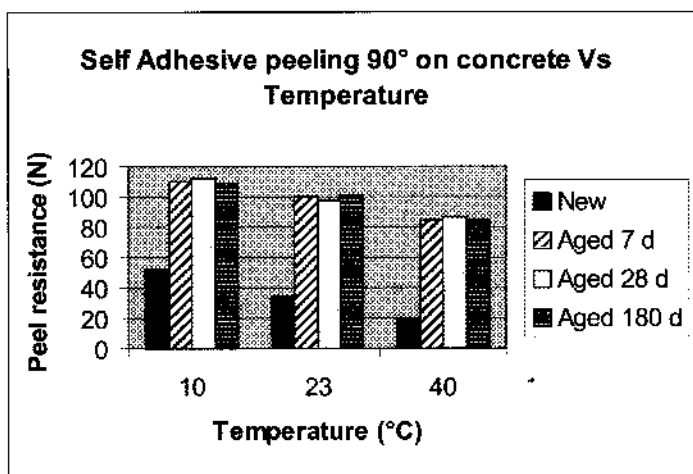 Self Adhesive peeling 90° on concrete Vs
Temperature
Peel resistance (N)
120
100
80
60
40
20
0
10 23 40
Temperature (°C)
New
Aged 7 d
Aged 28 d
Aged 180 d